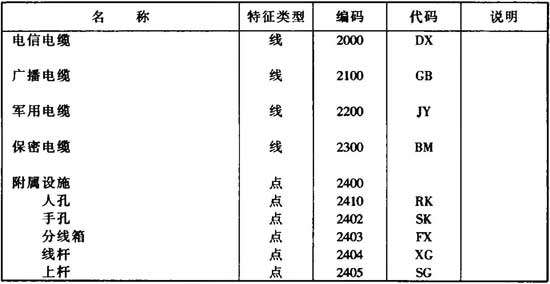 名 称 特征类型 编码 代码 说明
电信电缆 线 2000 DX
广播电缆 线 2100 GB
军用电缆 线 2200 JY
保密电缆 线 2300 BM
附属设施 点 2400
人孔 点 2410 RK
手孔 点 2402 SK
分线箱 点 2403 FX
线杆 点 2404 XG
上杆 点 2405 SG